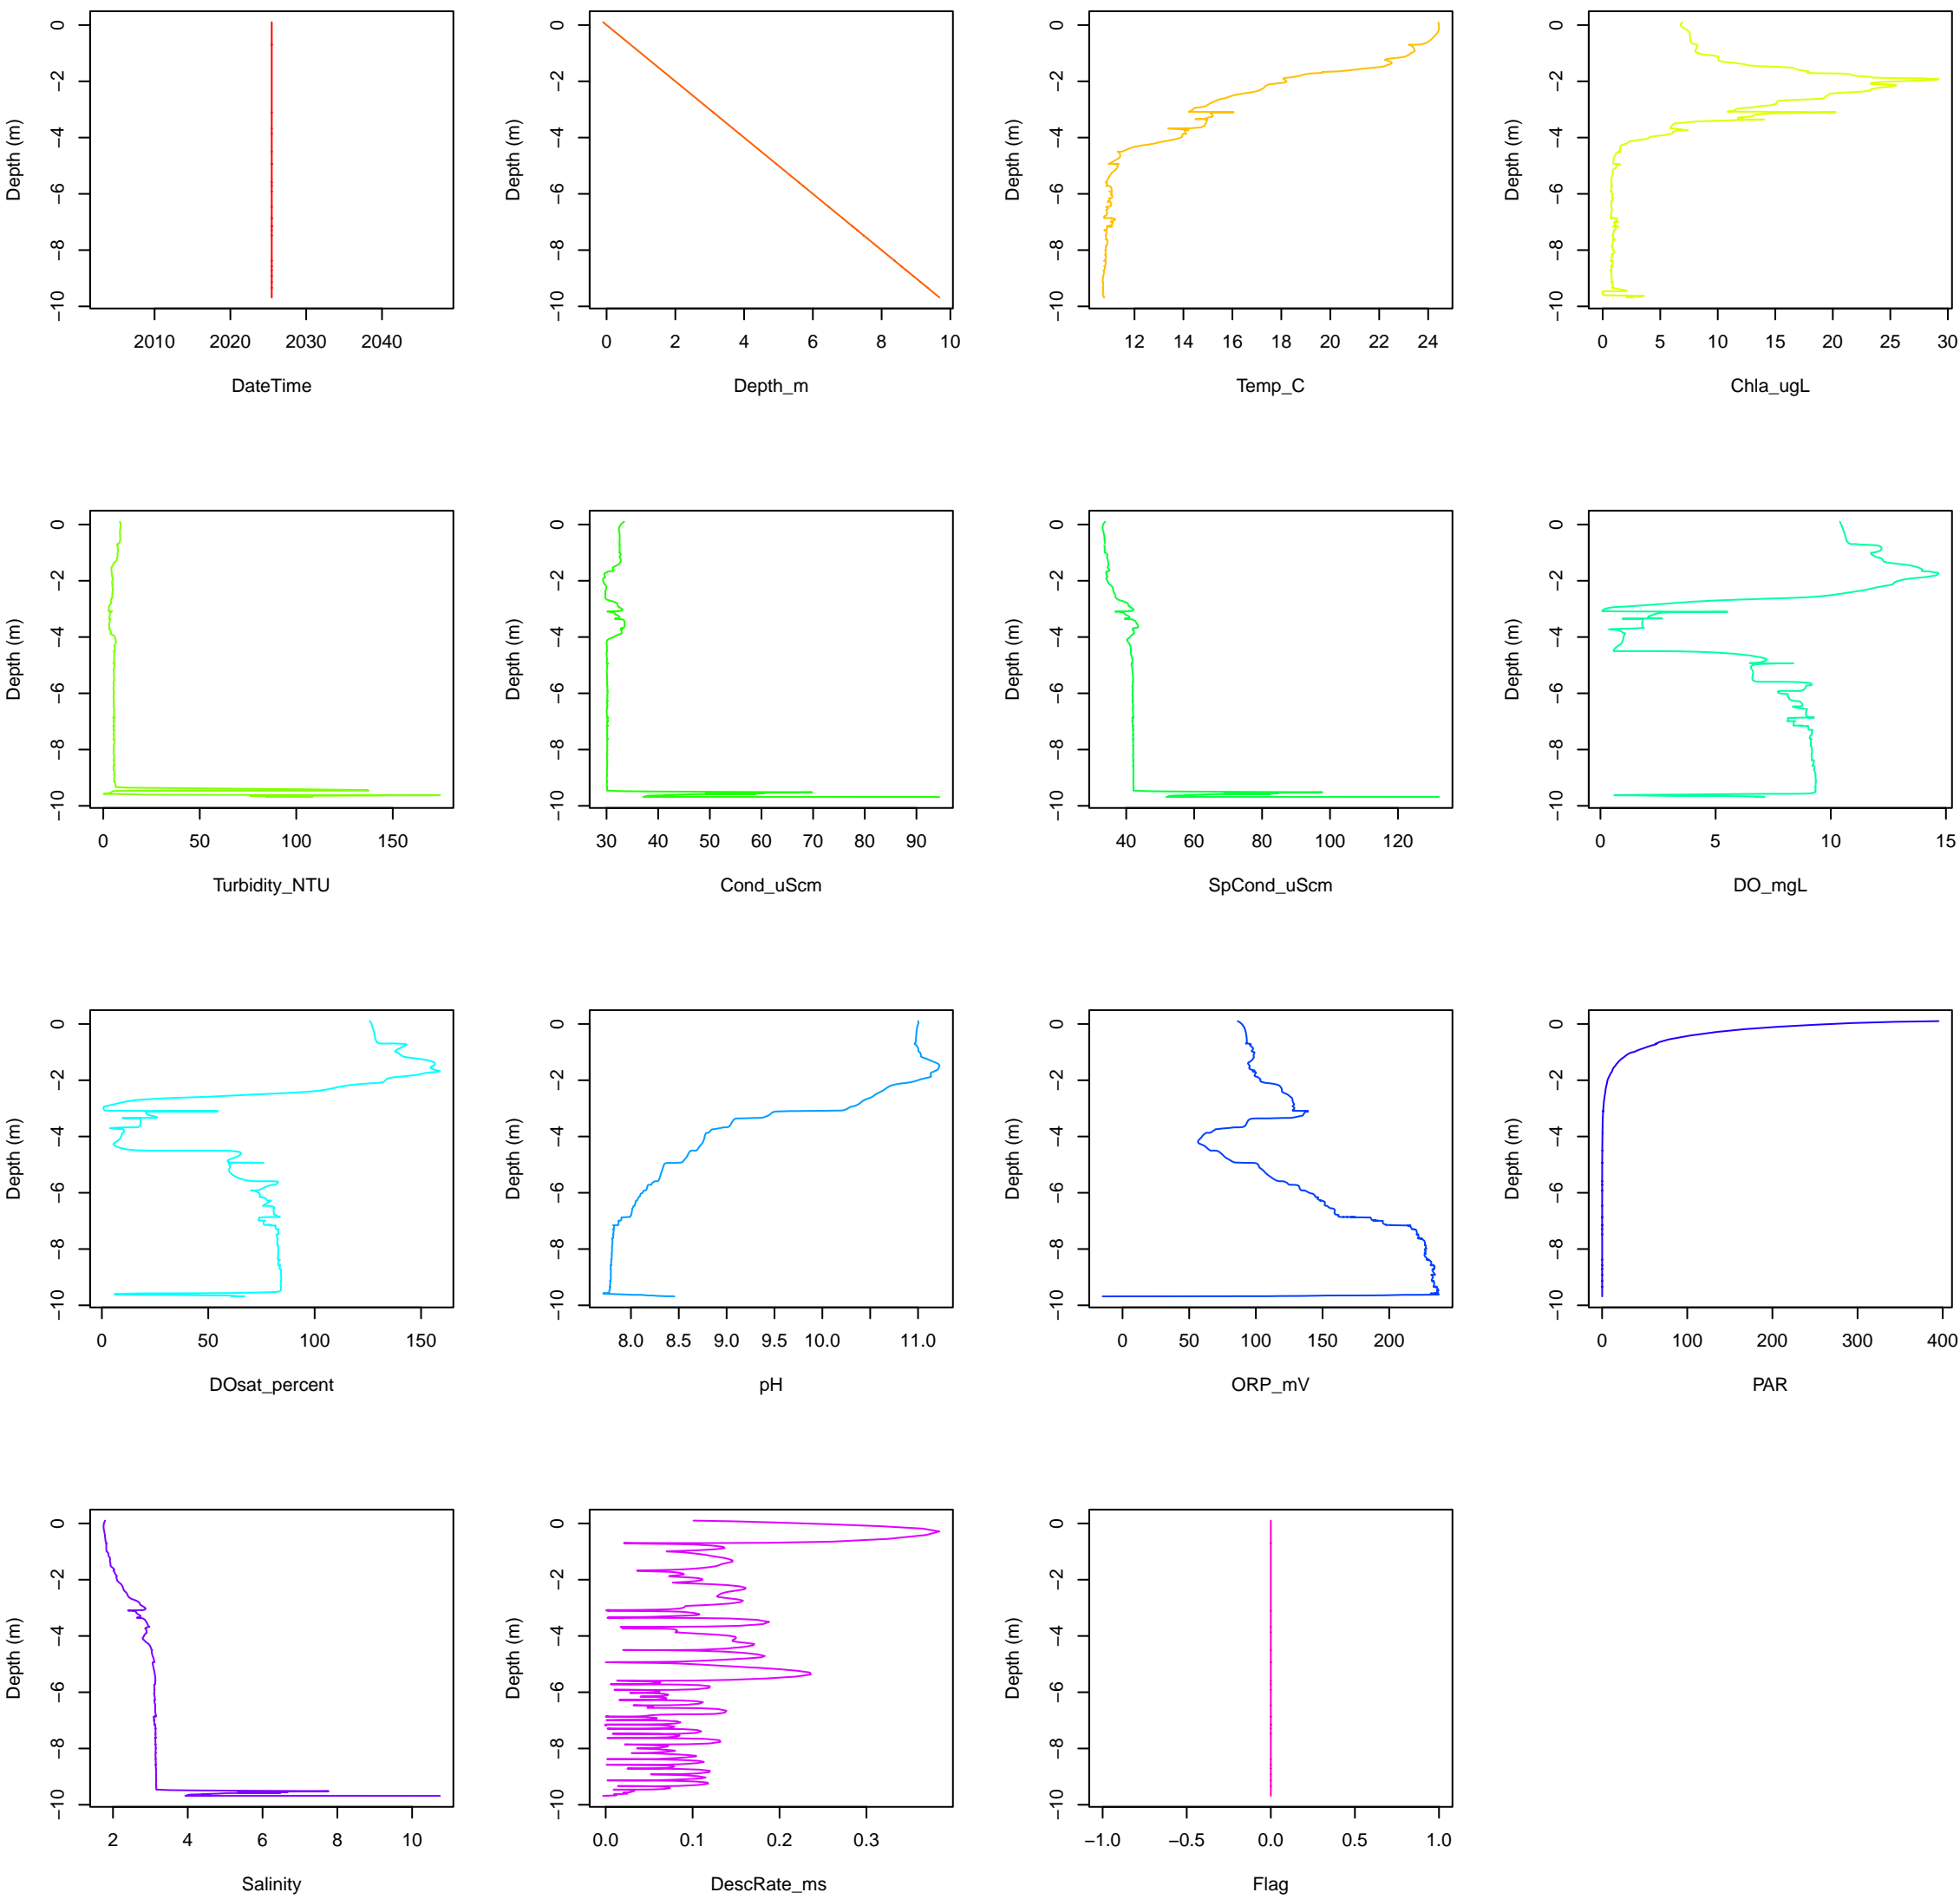 0 −2 −4 −6 −8 −10
Depth (m)
2010 2020 2030 2040
DateTime
0 −2 −4 −6 −8 −10
Depth (m)
0 2 4 6 8 10
Depth_m
0 −2 −4 −6 −8 −10
Depth (m)
12 14 16 18 20 22 24
Temp_C
0 −2 −4 −6 −8 −10
Depth (m)
0 5 10 15 20 25 30
Chla_ugL
0 −2 −4 −6 −8 −10
Depth (m)
0 50 100 150
Turbidity_NTU
0 −2 −4 −6 −8 −10
Depth (m)
30 40 50 60 70 80 90
Cond_uScm
0 −2 −4 −6 −8 −10
Depth (m)
40 60 80 100 120
SpCond_uScm
0 −2 −4 −6 −8 −10
Depth (m)
0 5 10 15
DO_mgL
0 −2 −4 −6 −8 −10
Depth (m)
0 50 100 150
DOsat_percent
0 −2 −4 −6 −8 −10
Depth (m)
8.0 8.5 9.0 9.5 10.0 11.0
pH
0 −2 −4 −6 −8 −10
Depth (m)
0 50 100 150 200
ORP_mV
0 −2 −4 −6 −8 −10
Depth (m)
0 100 200 300 400
PAR
0 −2 −4 −6 −8 −10
Depth (m)
2 4 6 8 10
Salinity
0 −2 −4 −6 −8 −10
Depth (m)
0.0 0.1 0.2 0.3
DescRate_ms
0 −2 −4 −6 −8 −10
Depth (m)
−1.0 −0.5 0.0 0.5 1.0
Flag